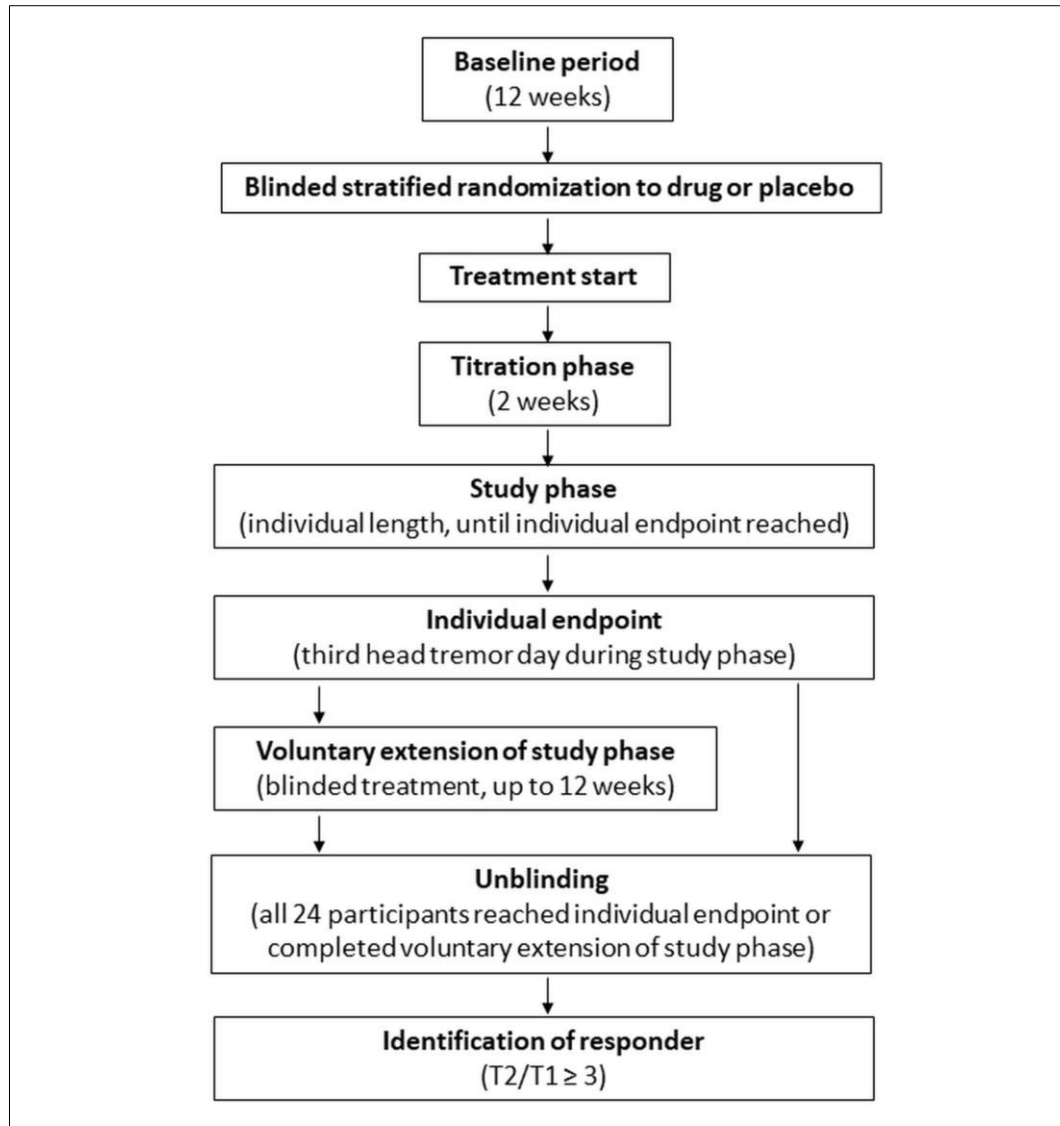 Baseline period
(12 weeks)
Blinded stratified randomization to drug or placebo
Treatment start
Titration phase
(2 weeks)
Study phase
(individual length, until individual endpoint reached)
Individual endpoint
(third head tremor day during study phase)
Voluntary extension of study phase
(blinded treatment, up to 12 weeks)
Unblinding
(all 24 participants reached individual endpoint or
completed voluntary extension of study phase)
Identification of responder
(T2/T1 ≥ 3)